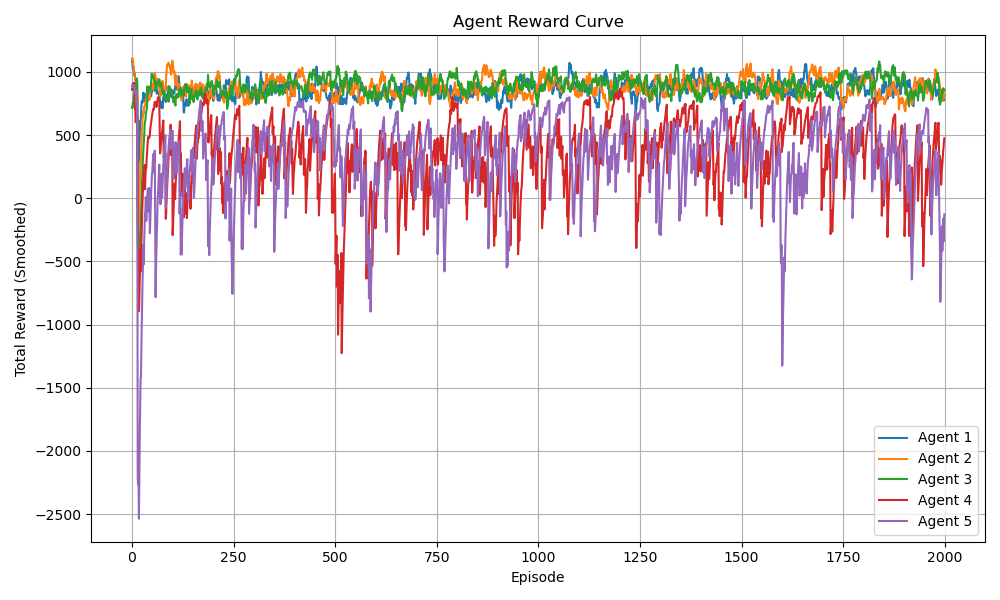 Agent Reward Curve
Total Reward (Smoothed)
1000
500
0
−500
−1000
−1500
−2000
−2500
0
250
500
750
1000
1250
1500
1750
2000
Episode
Agent 1
Agent 2
Agent 3
Agent 4
Agent 5